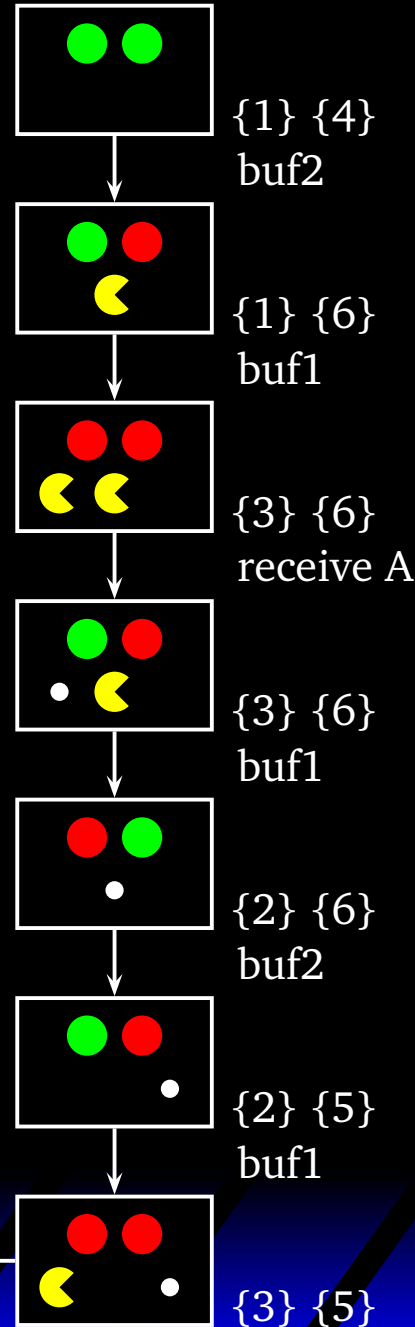 {1} {4}
buf2
{1} {6}
buf1
{3} {6}
receive A
{3} {6}
buf1
{2} {6}
buf2
{2} {5}
buf1
{3} {5}